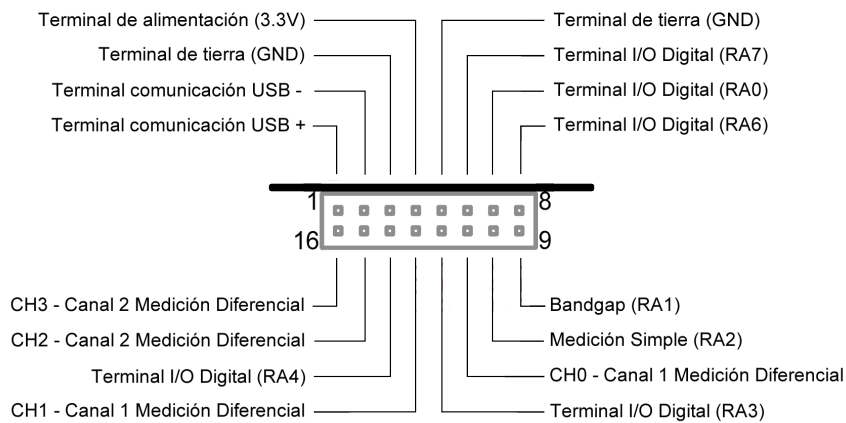 Terminal de alimentación (3.3V)
Terminal de tierra (GND)
Terminal comunicación USB -
Terminal comunicación USB +
Terminal de tierra (GND)
Terminal I/O Digital (RA7)
Terminal I/O Digital (RA0)
Terminal I/O Digital (RA6)
1
8
16
9
CH3 - Canal 2 Medición Diferencial
CH2 - Canal 2 Medición Diferencial
Terminal I/O Digital (RA4)
CH1 - Canal 1 Medición Diferencial
Bandgap (RA1)
Medición Simple (RA2)
CH0 - Canal 1 Medición Diferencial
Terminal I/O Digital (RA3)